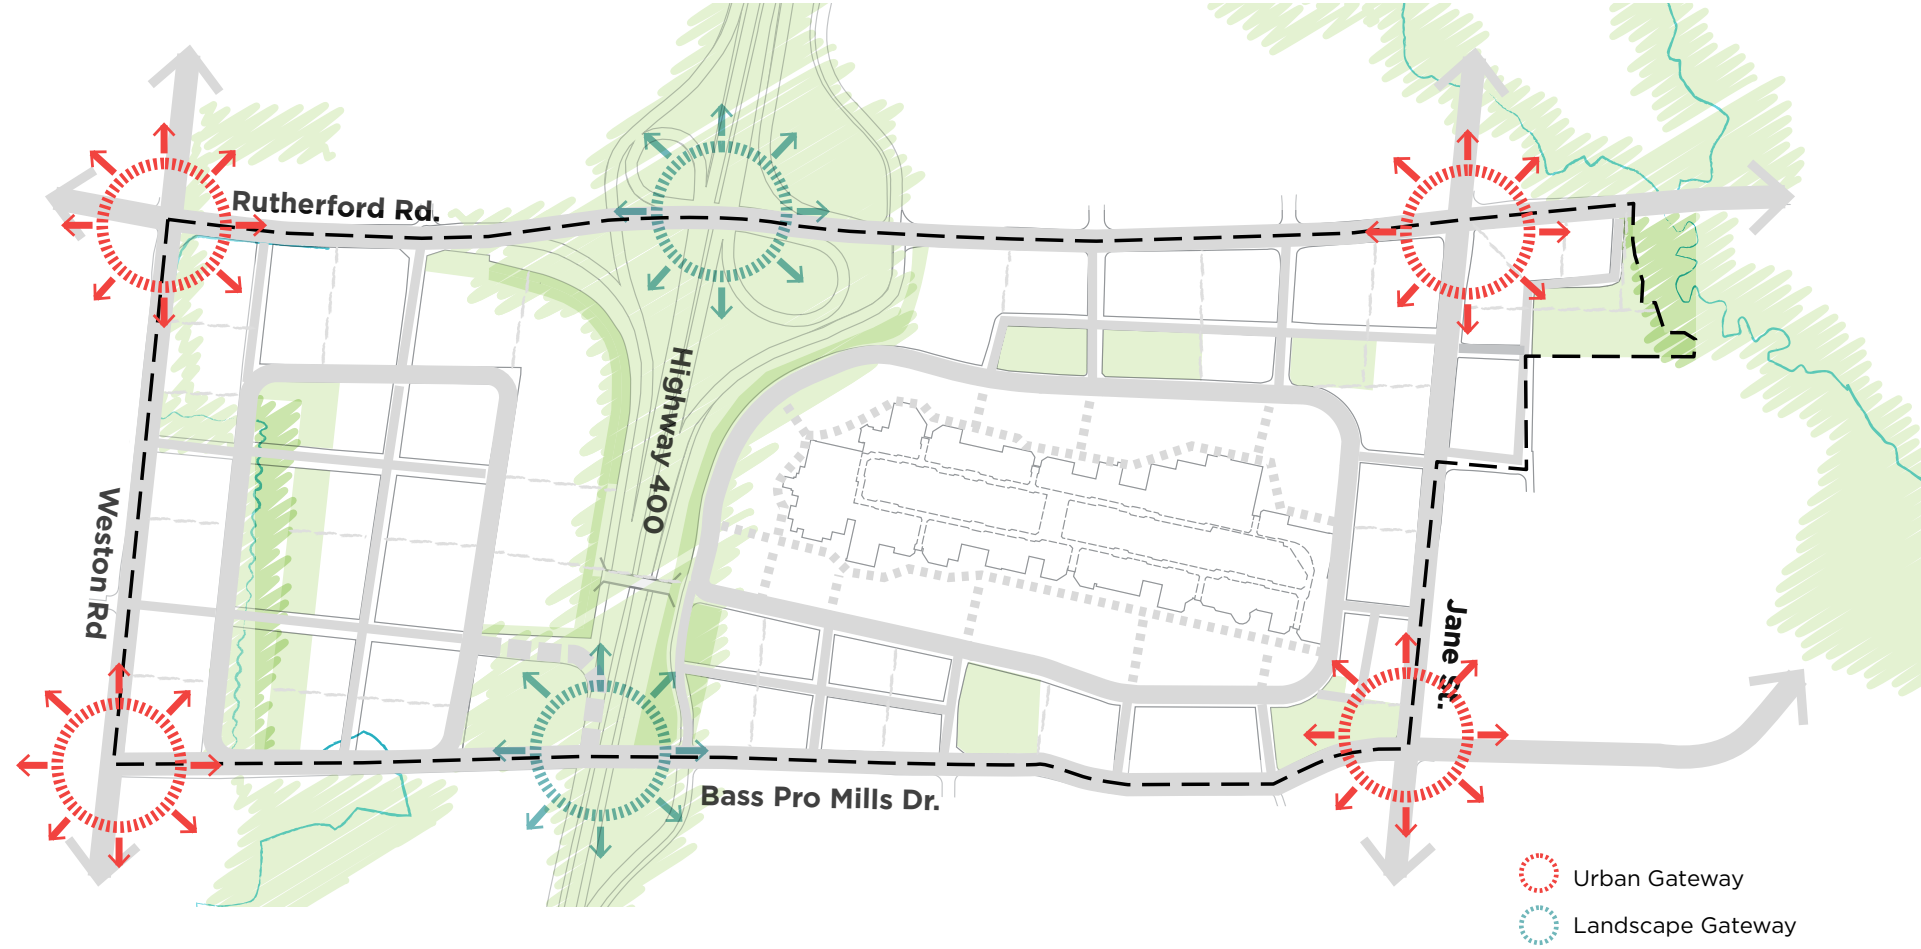 Rutherford Rd.
Highway 400
Weston Rd
Jane St.
Bass Pro Mills Dr.
Urban Gateway
Landscape Gateway